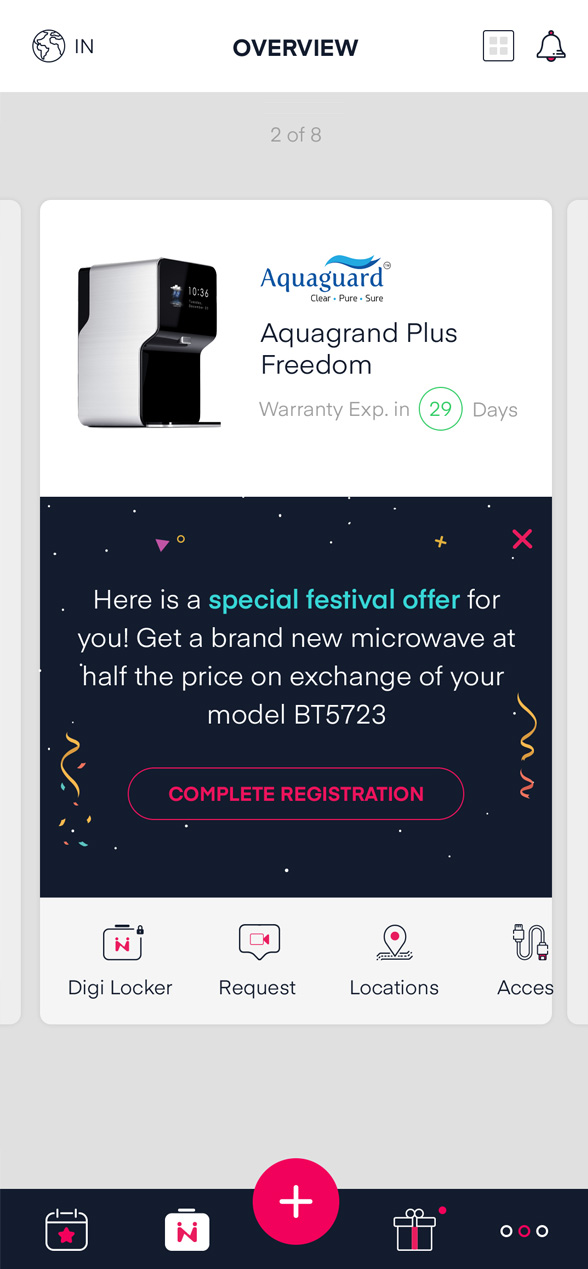 IN
OVERVIEW
2 of 8
10:36
Aquaguard
Clear • Pure • Sure
Aquagrand Plus
Freedom
Warranty Exp. in 29 Days
Here is a special festival offer for
you! Get a brand new microwave at
half the price on exchange of your
model BT5723
COMPLETE REGISTRATION
Digi Locker
Request
Locations
Acces